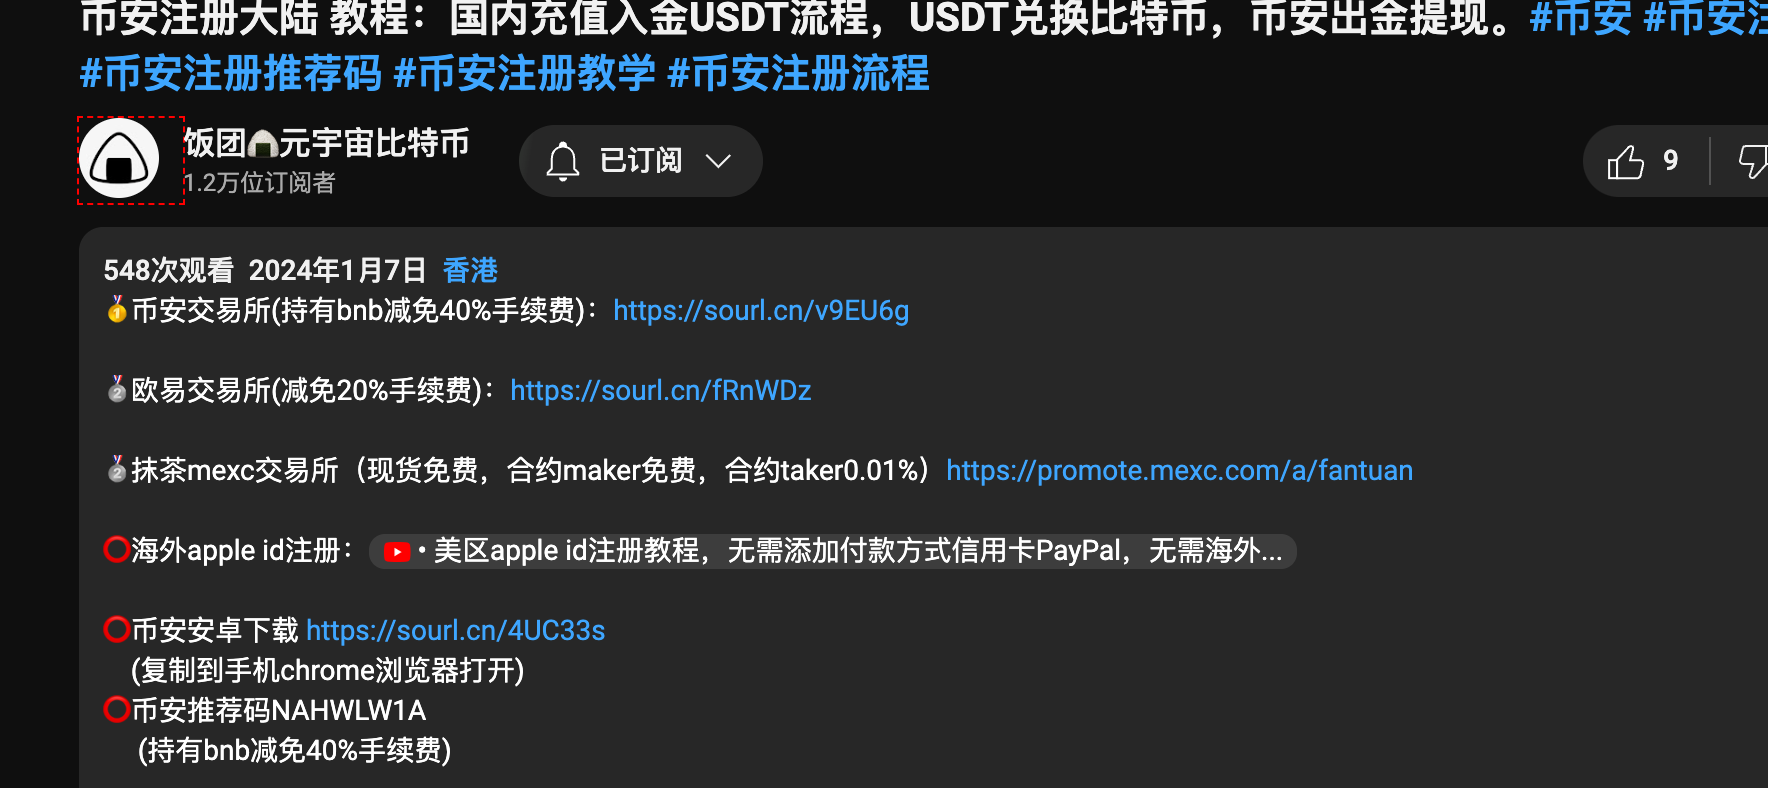 币安注册大陆 教程：国内充值入金USDT流程，USDT兑换比特币，币安出金提现。#币安 #币安注
#币安注册推荐码 #币安注册教学 #币安注册流程
饭团🍙元宇宙比特币
1.2万位订阅者
已订阅
9
548次观看 2024年1月7日 香港
🥇币安交易所(持有bnb减免40%手续费)：https://sourl.cn/v9EU6g
🥈欧易交易所(减免20%手续费)：https://sourl.cn/fRnWDz
🥈抹茶mexc交易所（现货免费，合约maker免费，合约taker0.01%）https://promote.mexc.com/a/fantuan
⭕海外apple id注册： • 美区apple id注册教程，无需添加付款方式信用卡PayPal，无需海外...
⭕币安安卓下载 https://sourl.cn/4UC33s
(复制到手机chrome浏览器打开)
⭕币安推荐码NAHWLW1A
(持有bnb减免40%手续费)